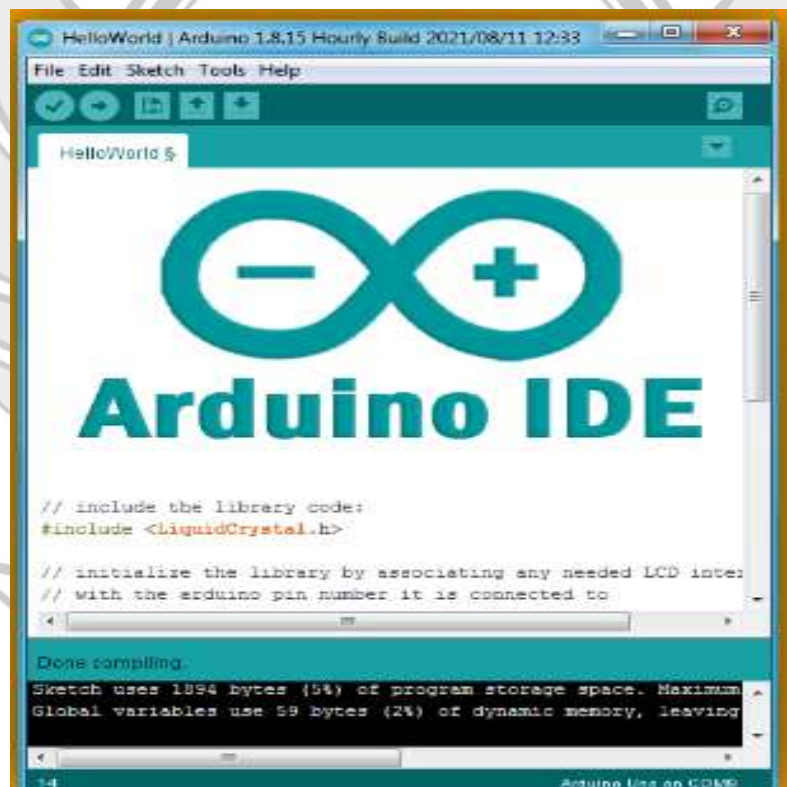 HelloWorld | Arduino 1.8.15 Hourly Build 2021/08/11 12:33
File Edit Sketch Tools Help
HelloWorld §
Arduino IDE
// include the library code:
#include <LiquidCrystal.h>
// initialize the library by associating any needed LCD inter
// with the arduino pin number it is connected to
Done compiling.
Sketch uses 1894 bytes (5%) of program storage space. Maximum
Global variables use 59 bytes (2%) of dynamic memory, leaving
14
Arduino Uno on